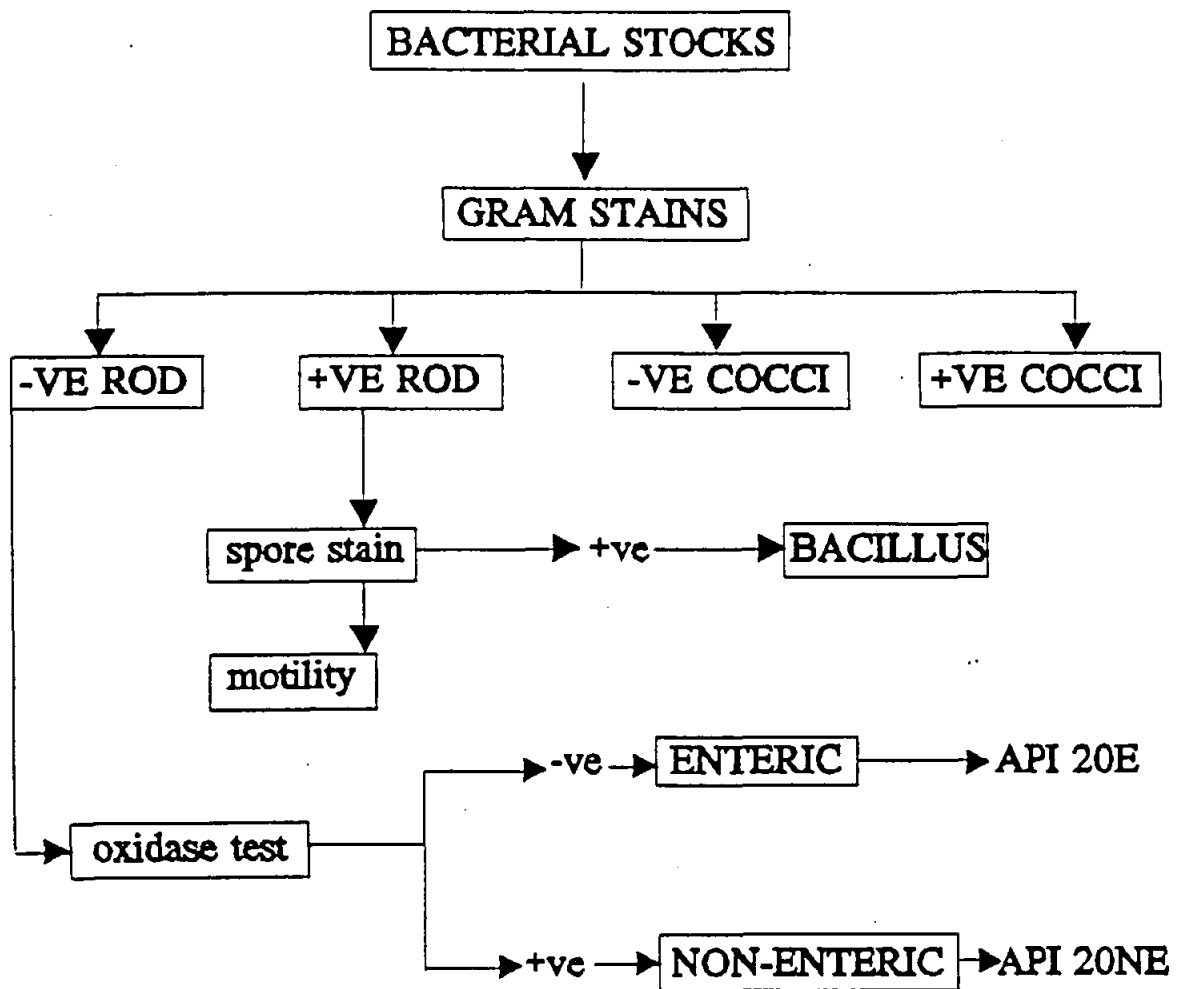 BACTERIAL STOCKS
GRAM STAINS
-VE ROD
+VE ROD
-VE COCCI
+VE COCCI
spore stain
+ve
BACILLUS
motility
-ve
ENTERIC
API 20E
oxidase test
+ve
NON-ENTERIC
API 20NE